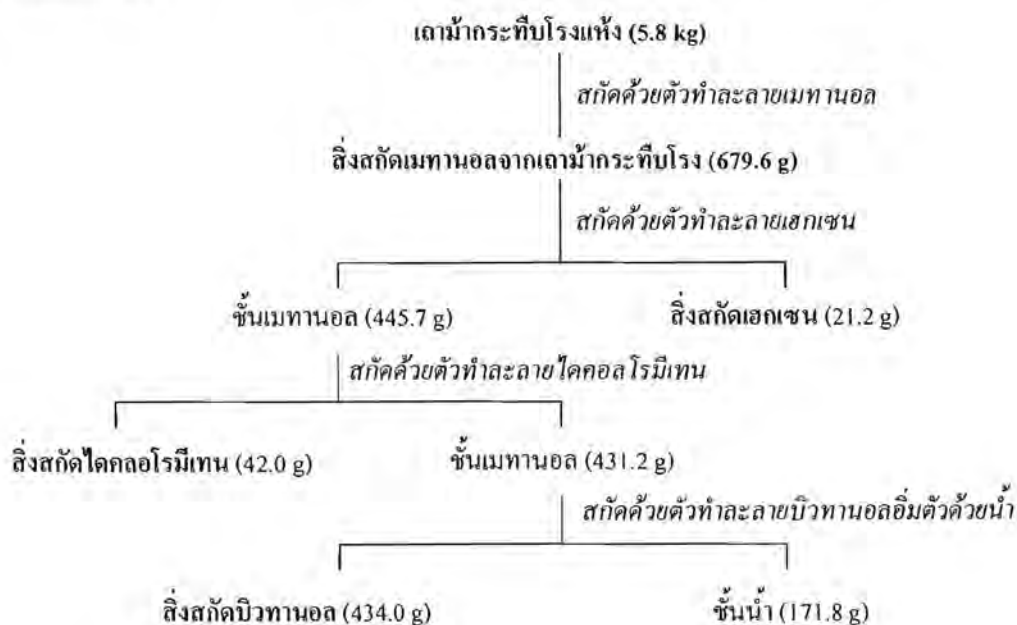 เถาม้ากระทืบโรงแห้ง (5.8 kg)
สกัดด้วยตัวทำละลายเมทานอล
สิ่งสกัดเมทานอลจากเถาม้ากระทืบโรง (679.6 g)
สกัดด้วยตัวทำละลายเฮกเซน
ชั้นเมทานอล (445.7 g)
สิ่งสกัดเฮกเซน (21.2 g)
สกัดด้วยตัวทำละลายไดคอลโรมีเทน
สิ่งสกัดไดคลอโรมีเทน (42.0 g)
ชั้นเมทานอล (431.2 g)
สกัดด้วยตัวทำละลายบิวทานอลอิ่มตัวด้วยน้ำ
สิ่งสกัดบิวทานอล (434.0 g)
ชั้นน้ำ (171.8 g)